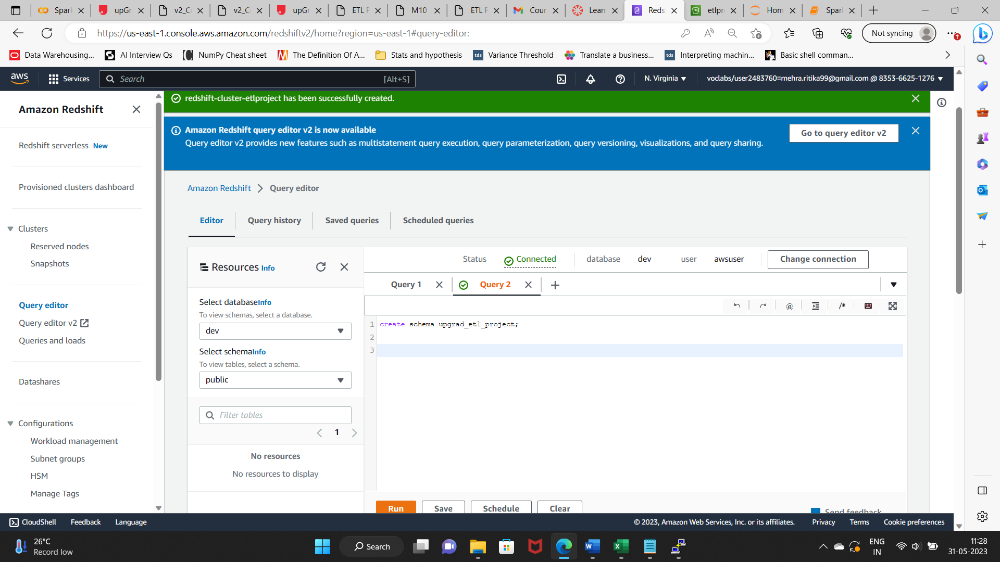 Spark
upGr
v2_C
v2_C
upGr
ETL F
M10
ETL F
Cour
Learn
Reds
etlpr
Hom
Spar
https://us-east-1.console.aws.amazon.com/redshiftv2/home?region=us-east-1#query-editor:
Not syncing
Data Warehousing...
AI Interview Qs
NumPy Cheat sheet
The Definition Of A...
Stats and hypothesis
tds Variance Threshold
Translate a business...
tds Interpreting machin...
Basic shell comman...
aws
Services
Search
[Alt+S]
N. Virginia
voclabs/user2483760=mehra.ritika99@gmail.com @ 8353-6625-1276
Amazon Redshift
Redshift serverless New
Provisioned clusters dashboard
Clusters
Reserved nodes
Snapshots
Query editor
Query editor v2
Queries and loads
Datashares
Configurations
Workload management
Subnet groups
HSM
Manage Tags
redshift-cluster-etlproject has been successfully created.
Amazon Redshift query editor v2 is now available
Query editor v2 provides new features such as multistatement query execution, query parameterization, query versioning, visualizations, and query sharing.
Go to query editor v2
Amazon Redshift
Query editor
Editor
Query history
Saved queries
Scheduled queries
Resources Info
Select databaseInfo
To view schemas, select a database.
dev
Select schemaInfo
To view tables, select a schema.
public
Filter tables
1
No resources
No resources to display
Status
Connected
database
dev
user
awsuser
Change connection
Query 1
Query 2
@
/*
1 create schema upgrad_etl_project;
2
3
Run
Save
Schedule
Clear
Send feedback
CloudShell
Feedback
Language
© 2023, Amazon Web Services, Inc. or its affiliates.
Privacy
Terms
Cookie preferences
26°C
Record low
Search
ENG
IN
11:28
31-05-2023